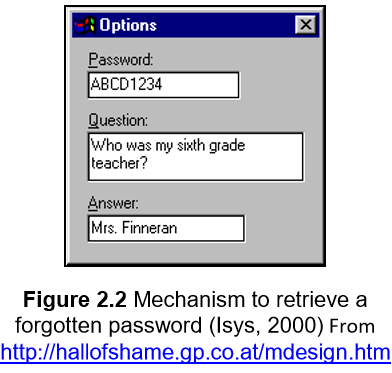 Options
Password:
ABCD1234
Question:
Who was my sixth grade
teacher?
Answer:
Mrs. Finneran
Figure 2.2 Mechanism to retrieve a
forgotten password (Isys, 2000) From
http://hallofshame.gp.co.at/mdesign.htm